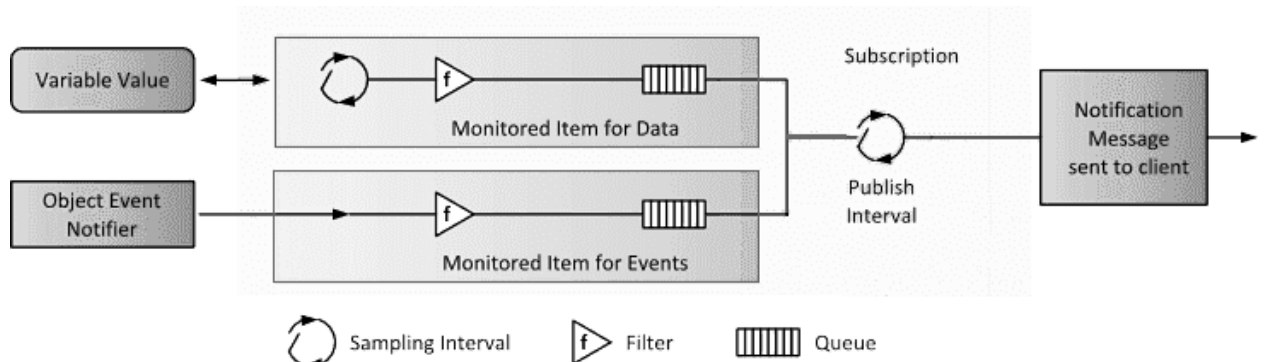 Variable Value
f
Monitored Item for Data
Object Event
Notifier
f
Monitored Item for Events
Subscription
Publish
Interval
Notification
Message
sent to client
Sampling Interval
f
Filter
Queue